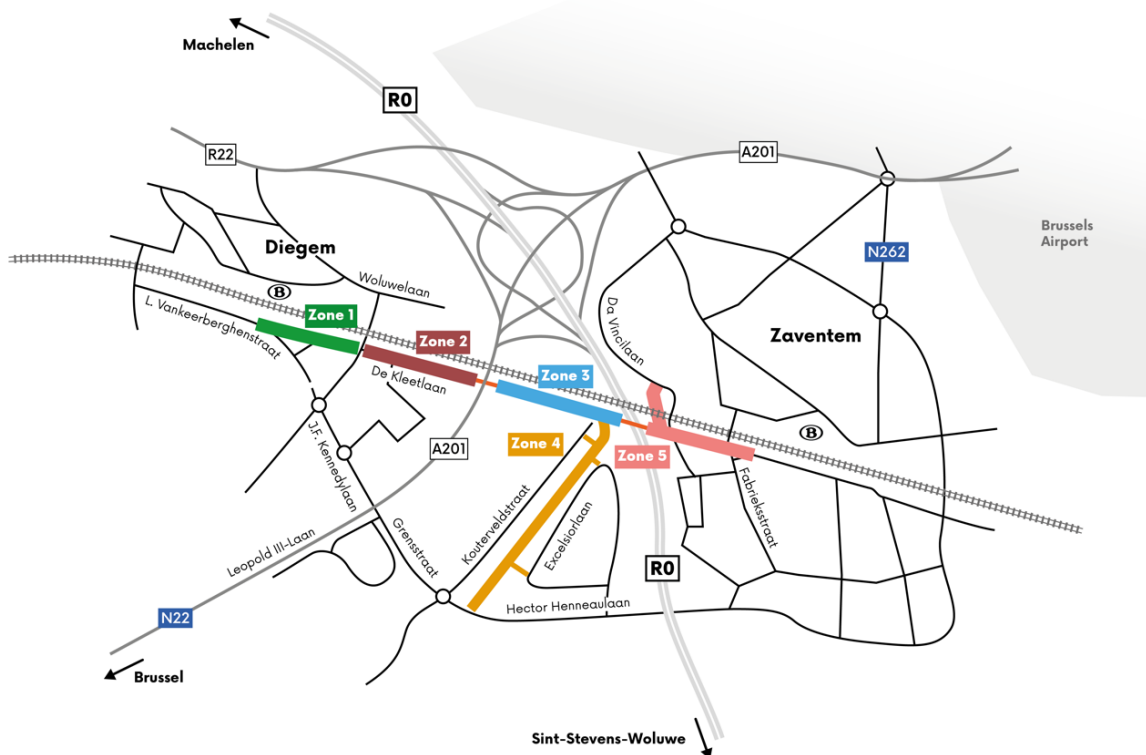 Machelen
R0
R22
A201
Brussels
Airport
Diegem
N262
B
Woluwelaan
L. Vankeerberghenstraat
Zone 1
Zone 2
De Kleetlaan
Zone 3
Da Vincilaan
Zaventem
B
Zone 4
Zone 5
A201
J.F. Kennedylaan
Kouterveldstraat
Excelsiorlaan
Fabrieksstraat
Grensstraat
Leopold III-Laan
R0
Hector Henneaulaan
N22
Brussel
Sint-Stevens-Woluwe